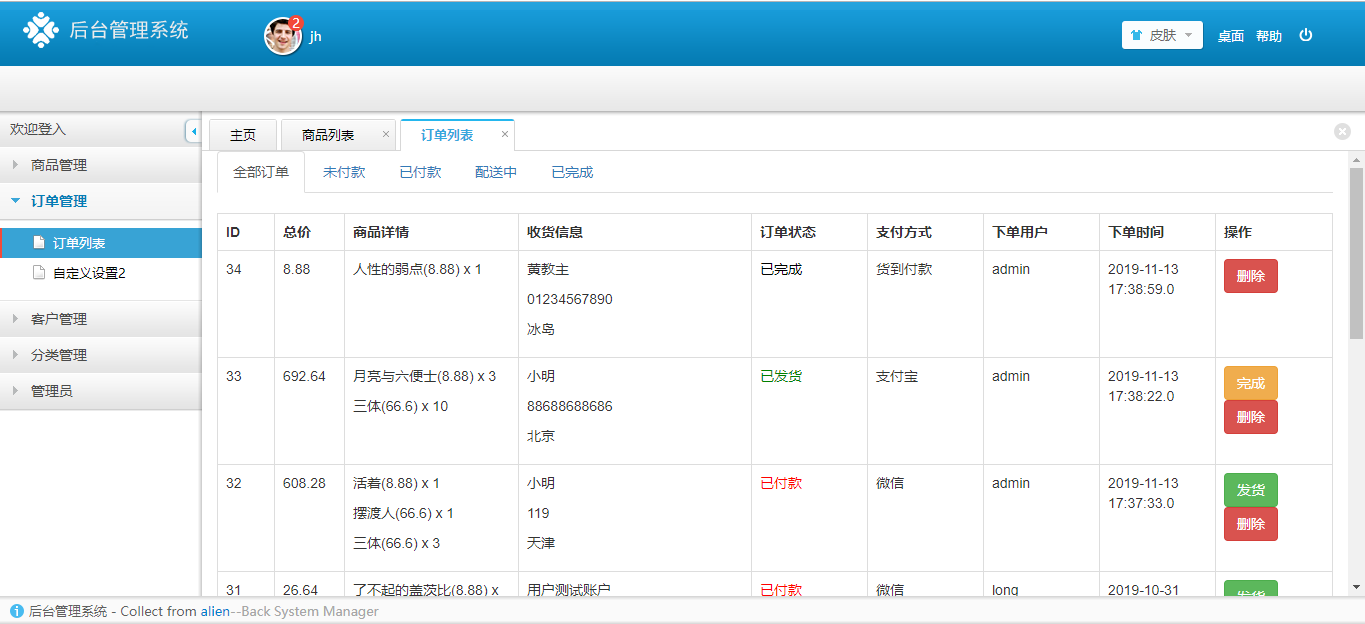 后台管理系统
2
jh
皮肤
桌面 帮助
欢迎登入
商品管理
订单管理
订单列表
自定义设置2
客户管理
分类管理
管理员
主页 商品列表 × 订单列表 ×
全部订单 未付款 已付款 配送中 已完成
ID 总价 商品详情 收货信息 订单状态 支付方式 下单用户 下单时间 操作
34 8.88 人性的弱点(8.88) x 1 黄教主 已完成 货到付款 admin 2019-11-13 删除
17:38:59.0
01234567890
冰岛
33 692.64 月亮与六便士(8.88) x 3 小明 已发货 支付宝 admin 2019-11-13 完成
17:38:22.0
三体(66.6) x 10 88688688686 删除
北京
32 608.28 活着(8.88) x 1 小明 已付款 微信 admin 2019-11-13 发货
17:37:33.0
摆渡人(66.6) x 1 119 删除
三体(66.6) x 3 天津
31 26.64 了不起的盖茨比(8.88) x 用户测试账户 已付款 微信 long 2019-10-31 发货
后台管理系统 - Collect from alien--Back System Manager